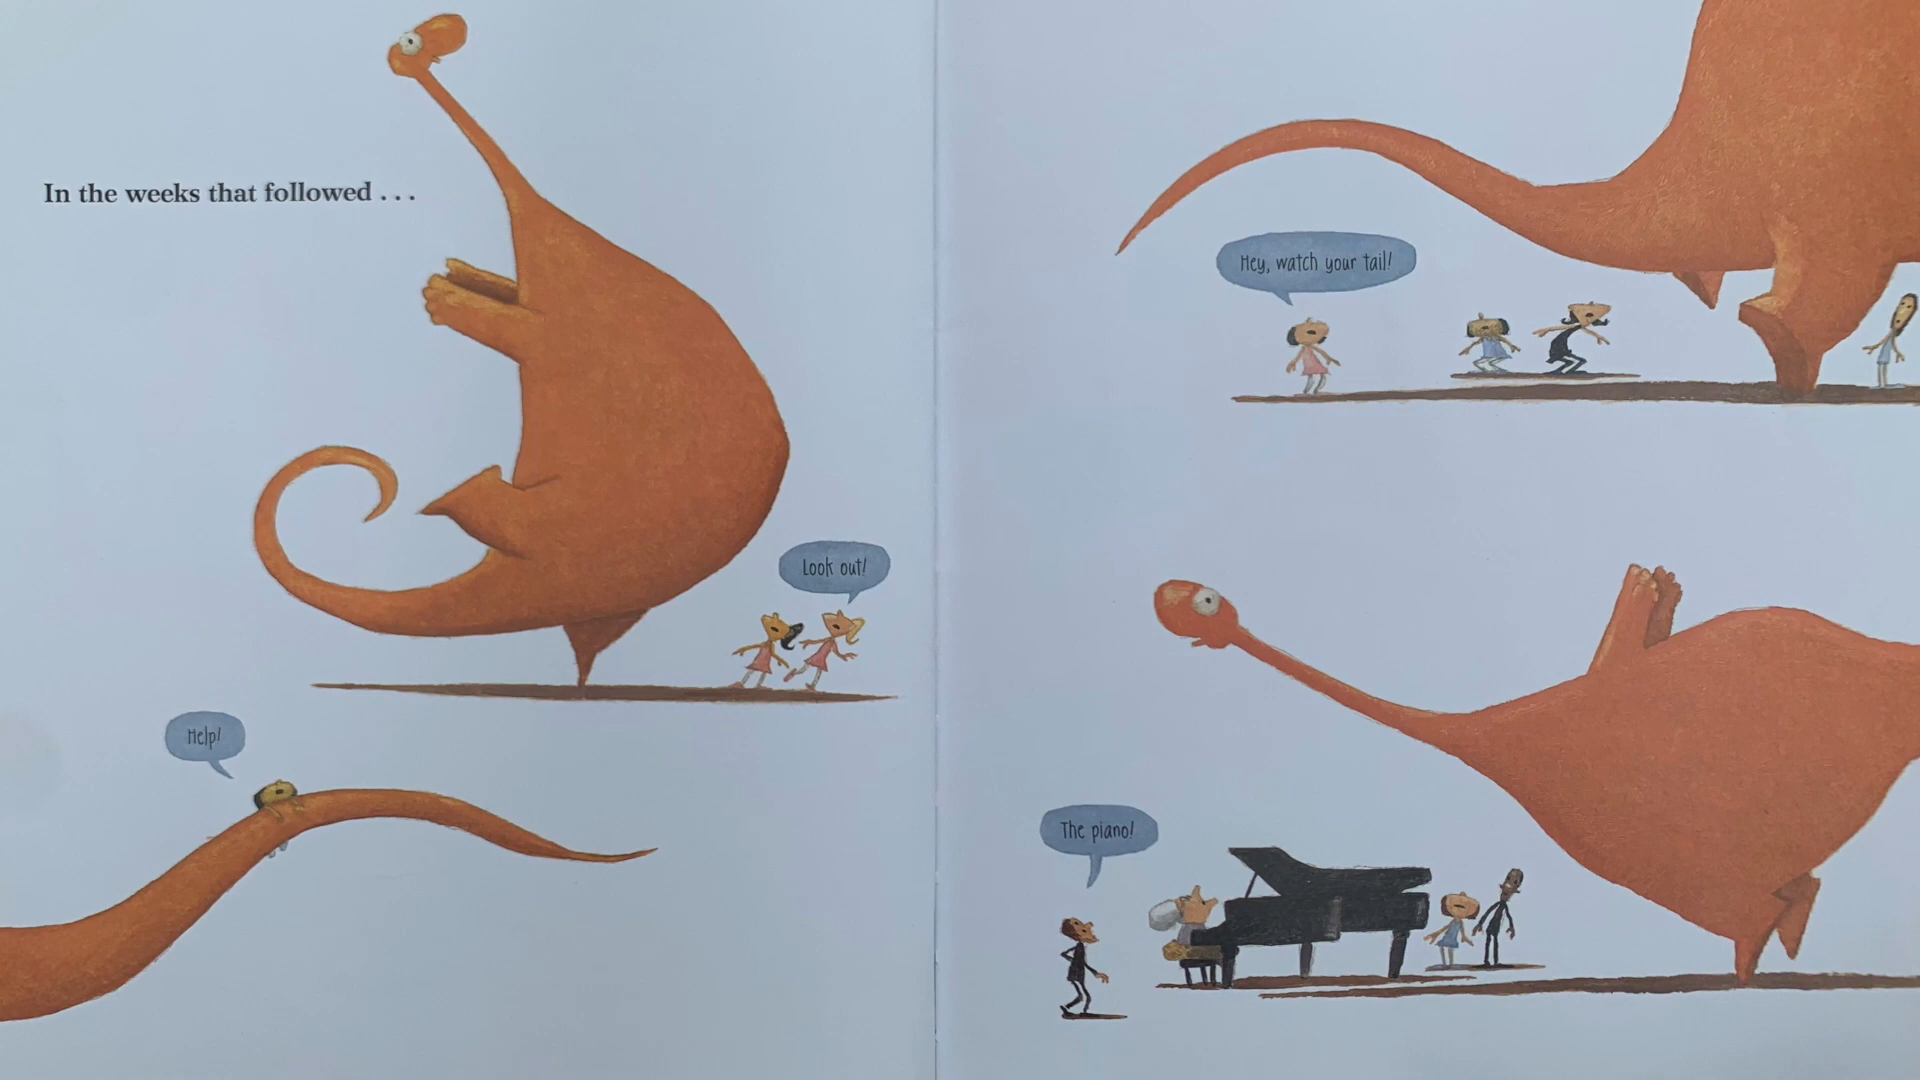 In the weeks that followed . . .
Look out!
Help!
Hey, watch your tail!
The piano!